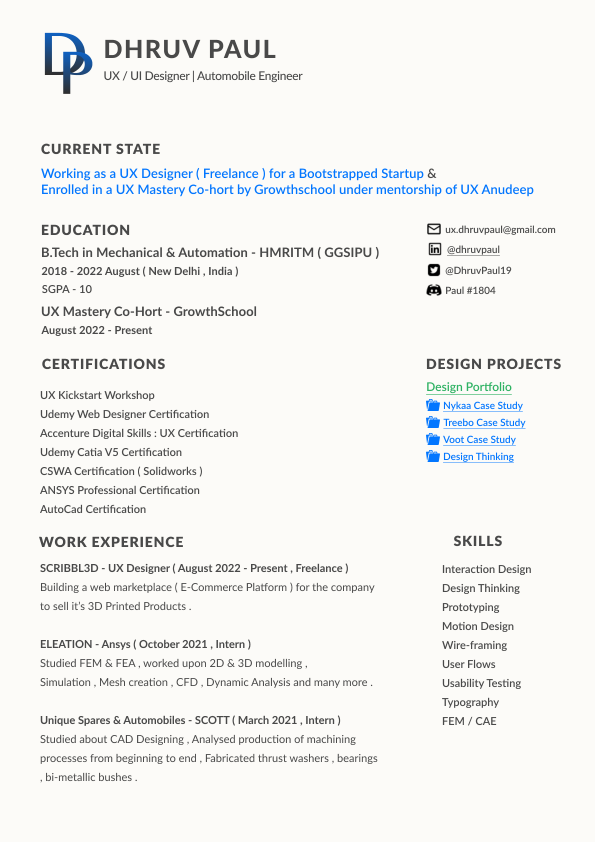 DP
DHRUV PAUL
UX / UI Designer | Automobile Engineer
CURRENT STATE
Working as a UX Designer ( Freelance ) for a Bootstrapped Startup &
Enrolled in a UX Mastery Co-hort by Growthschool under mentorship of UX Anudeep
EDUCATION
B.Tech in Mechanical & Automation - HMRITM ( GGSIPU )
2018 - 2022 August ( New Delhi , India )
SGPA - 10
UX Mastery Co-Hort - GrowthSchool
August 2022 - Present
ux.dhruvpaul@gmail.com
@dhruvpaul
@DhruvPaul19
Paul #1804
CERTIFICATIONS
UX Kickstart Workshop
Udemy Web Designer Certification
Accenture Digital Skills : UX Certification
Udemy Catia V5 Certification
CSWA Certification ( Solidworks )
ANSYS Professional Certification
AutoCad Certification
DESIGN PROJECTS
Design Portfolio
Nykaa Case Study
Treebo Case Study
Voot Case Study
Design Thinking
WORK EXPERIENCE
SCRIBBL3D - UX Designer ( August 2022 - Present , Freelance )
Building a web marketplace ( E-Commerce Platform ) for the company
to sell it's 3D Printed Products .
ELEATION - Ansys ( October 2021 , Intern )
Studied FEM & FEA , worked upon 2D & 3D modelling ,
Simulation , Mesh creation , CFD , Dynamic Analysis and many more .
Unique Spares & Automobiles - SCOTT ( March 2021 , Intern )
Studied about CAD Designing , Analysed production of machining
processes from beginning to end , Fabricated thrust washers , bearings
, bi-metallic bushes .
SKILLS
Interaction Design
Design Thinking
Prototyping
Motion Design
Wire-framing
User Flows
Usability Testing
Typography
FEM / CAE